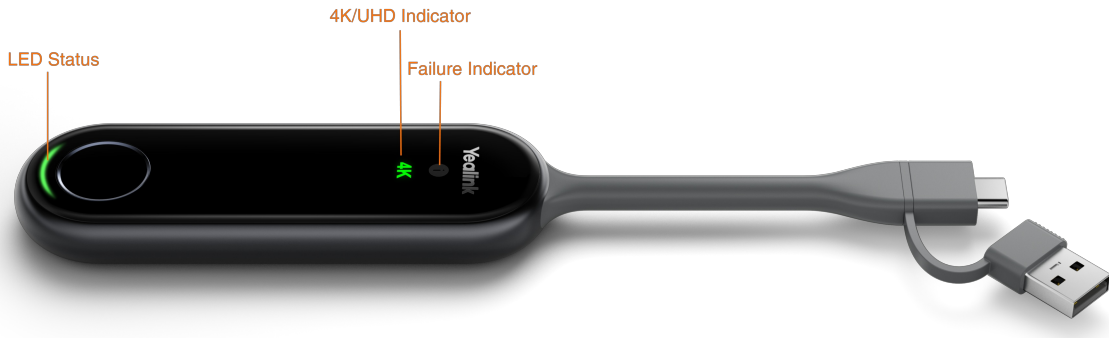 4K/UHD Indicator
LED Status
Failure Indicator
4K
Yealink